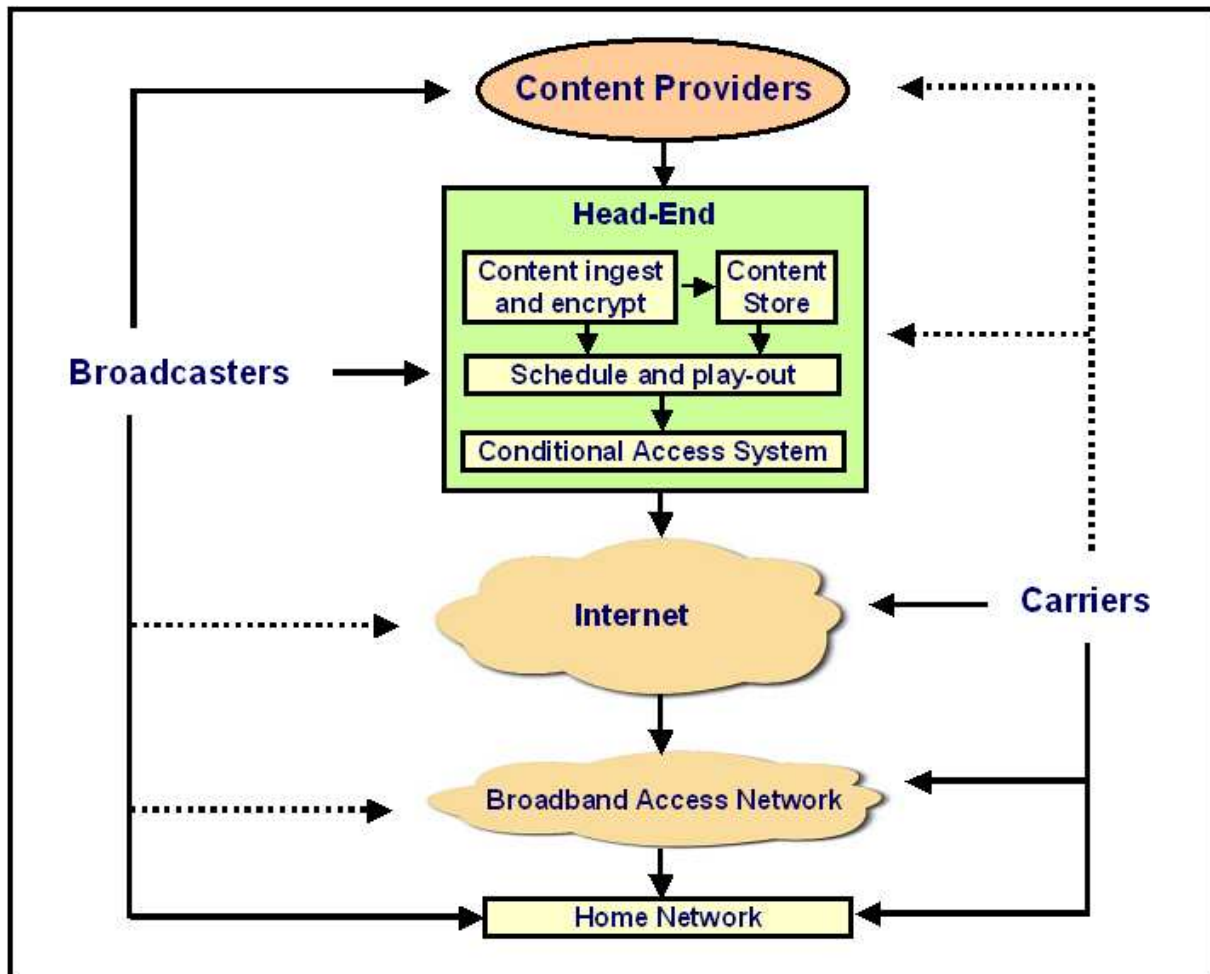 Content Providers
Head-End
Content ingest
and encrypt
Content
Store
Broadcasters
Schedule and play-out
Conditional Access System
Internet
Carriers
Broadband Access Network
Home Network